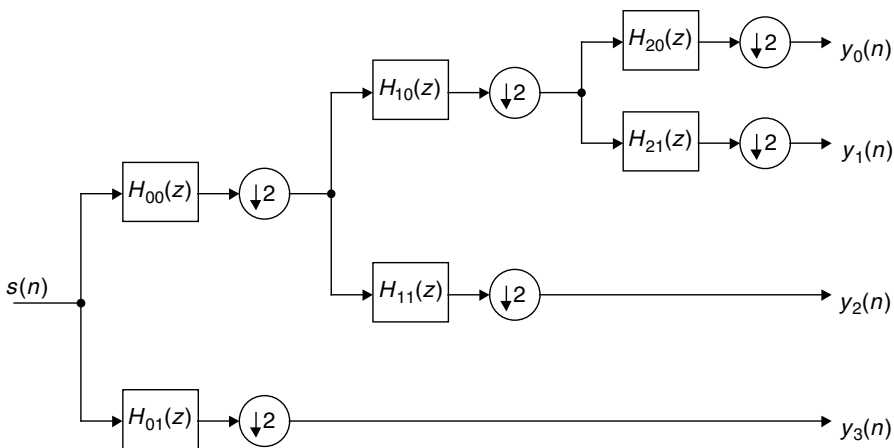 H₂₀(z) ↓2 y₀(n)
H₁₀(z) ↓2
H₂₁(z) ↓2 y₁(n)
H₀₀(z) ↓2
s(n)
H₁₁(z) ↓2 y₂(n)
H₀₁(z) ↓2 y₃(n)